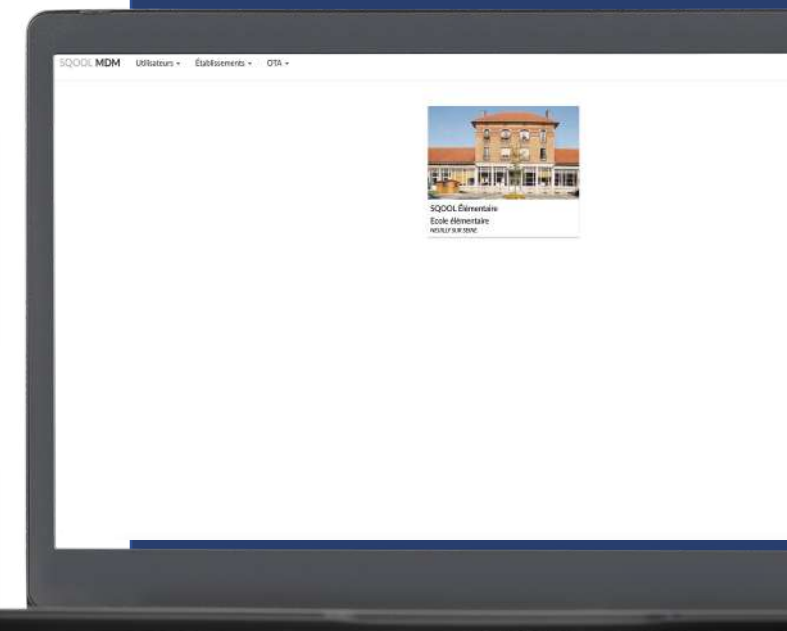 SQOOL MDM Utilisateurs Établissements OTA
SQOOL Élémentaire
Ecole élémentaire
NEUILLY SUR SEINE